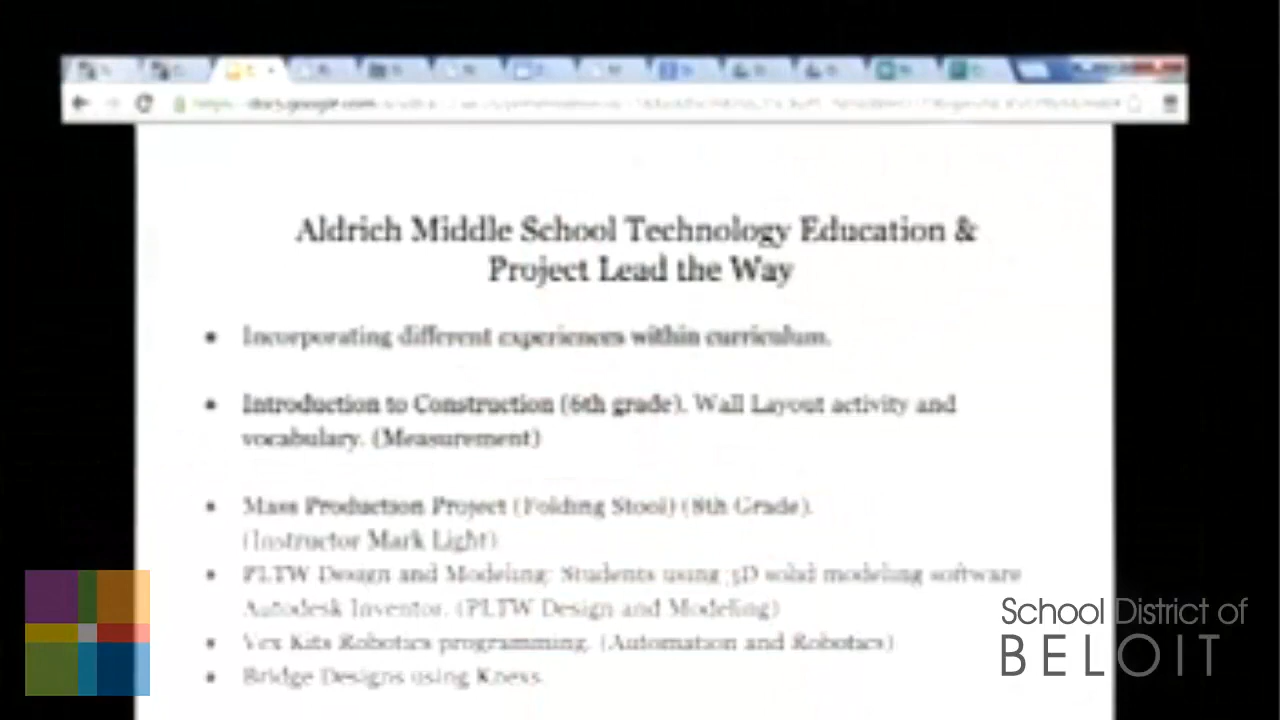 docs.google.com
Aldrich Middle School Technology Education &
Project Lead the Way
• Incorporating different experiences within curriculum.
• Introduction to Construction (6th grade). Wall Layout activity and
vocabulary. (Measurement)
• Mass Production Project (Folding Stool) (8th Grade).
(Instructor Mark Light)
• PLTW Design and Modeling: Students using 3D solid modeling software
Autodesk Inventor. (PLTW Design and Modeling)
• Vex Kits Robotics programming. (Automation and Robotics)
• Bridge Designs using Knexs
School District of
BELOIT